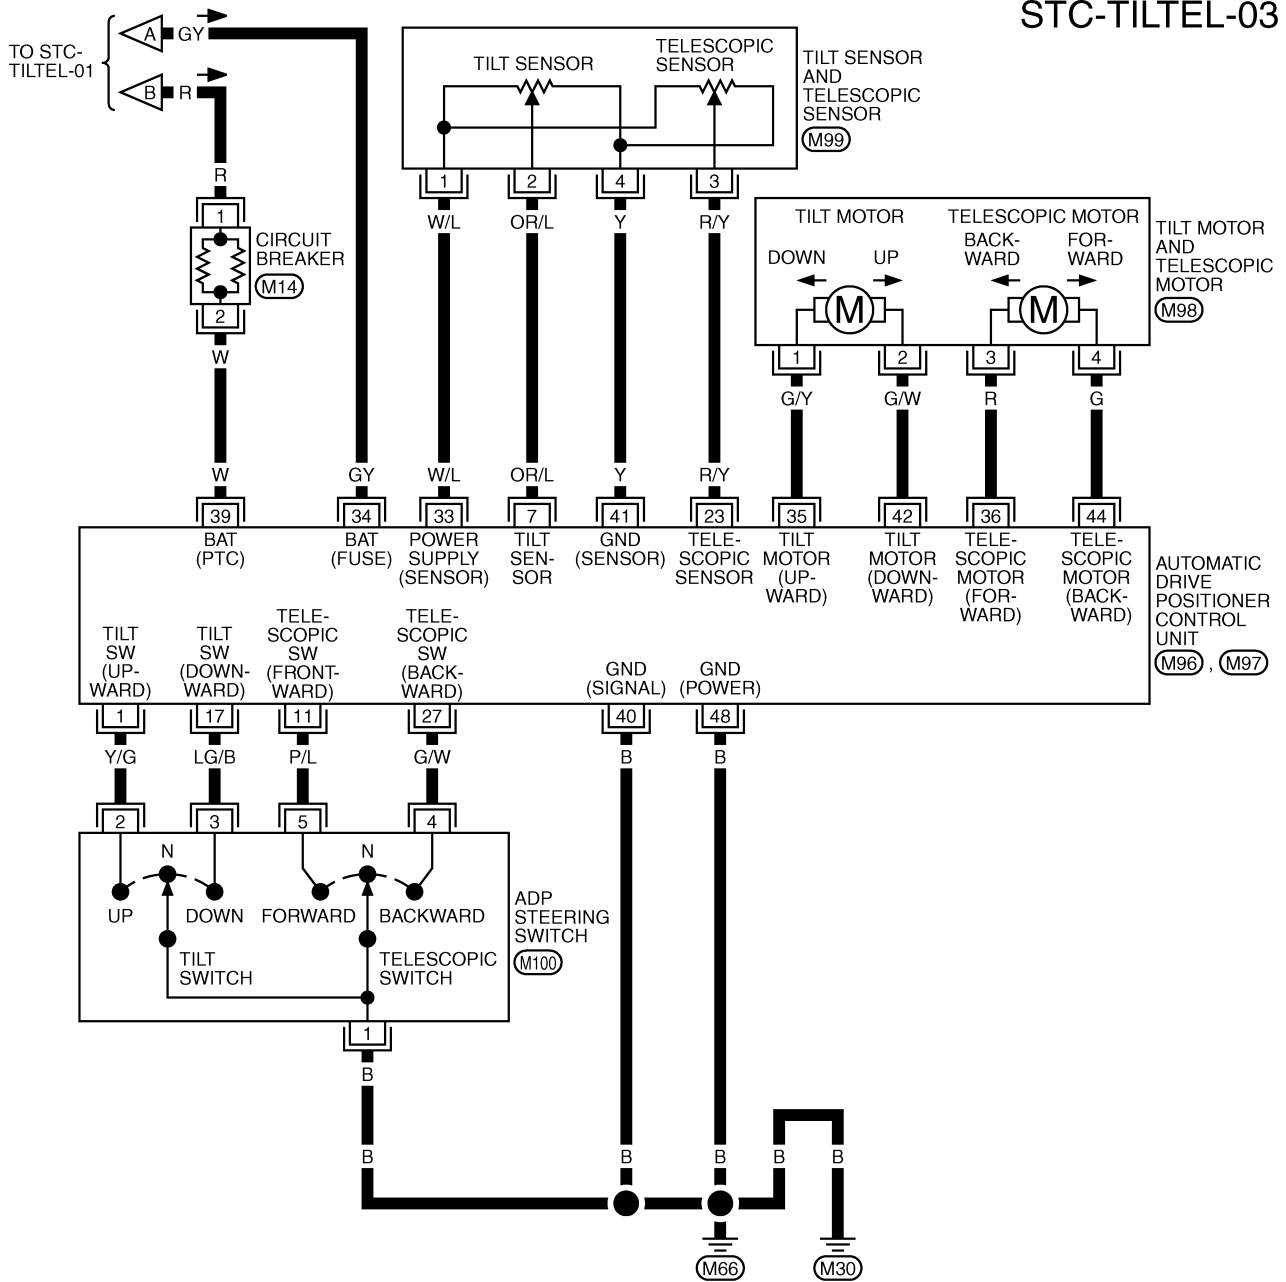 STC-TILTEL-03
TO STC-
TILTEL-01
A
GY
B
R
R
1
CIRCUIT
BREAKER
M14
2
W
W
GY
TILT SENSOR
TELESCOPIC
SENSOR
TILT SENSOR
AND
TELESCOPIC
SENSOR
M99
1
2
4
3
W/L
OR/L
Y
R/Y
W/L
OR/L
Y
R/Y
TILT MOTOR
TELESCOPIC MOTOR
DOWN
UP
BACK-
WARD
FOR-
WARD
M
M
TILT MOTOR
AND
TELESCOPIC
MOTOR
M98
1
2
3
4
G/Y
G/W
R
G
39
34
33
7
41
23
35
42
36
44
BAT
(PTC)
BAT
(FUSE)
POWER
SUPPLY
(SENSOR)
TILT
SEN-
SOR
GND
(SENSOR)
TELE-
SCOPIC
SENSOR
TILT
MOTOR
(UP-
WARD)
TILT
MOTOR
(DOWN-
WARD)
TELE-
SCOPIC
MOTOR
(FOR-
WARD)
TELE-
SCOPIC
MOTOR
(BACK-
WARD)
AUTOMATIC
DRIVE
POSITIONER
CONTROL
UNIT
M96 , M97
TILT
SW
(UP-
WARD)
TILT
SW
(DOWN-
WARD)
TELE-
SCOPIC
SW
(FRONT-
WARD)
TELE-
SCOPIC
SW
(BACK-
WARD)
GND
(SIGNAL)
GND
(POWER)
1
17
11
27
40
48
Y/G
LG/B
P/L
G/W
B
B
2
3
5
4
N
N
UP
DOWN
FORWARD
BACKWARD
TILT
SWITCH
TELESCOPIC
SWITCH
ADP
STEERING
SWITCH
M100
1
B
B
B
B
B
B
M66
M30